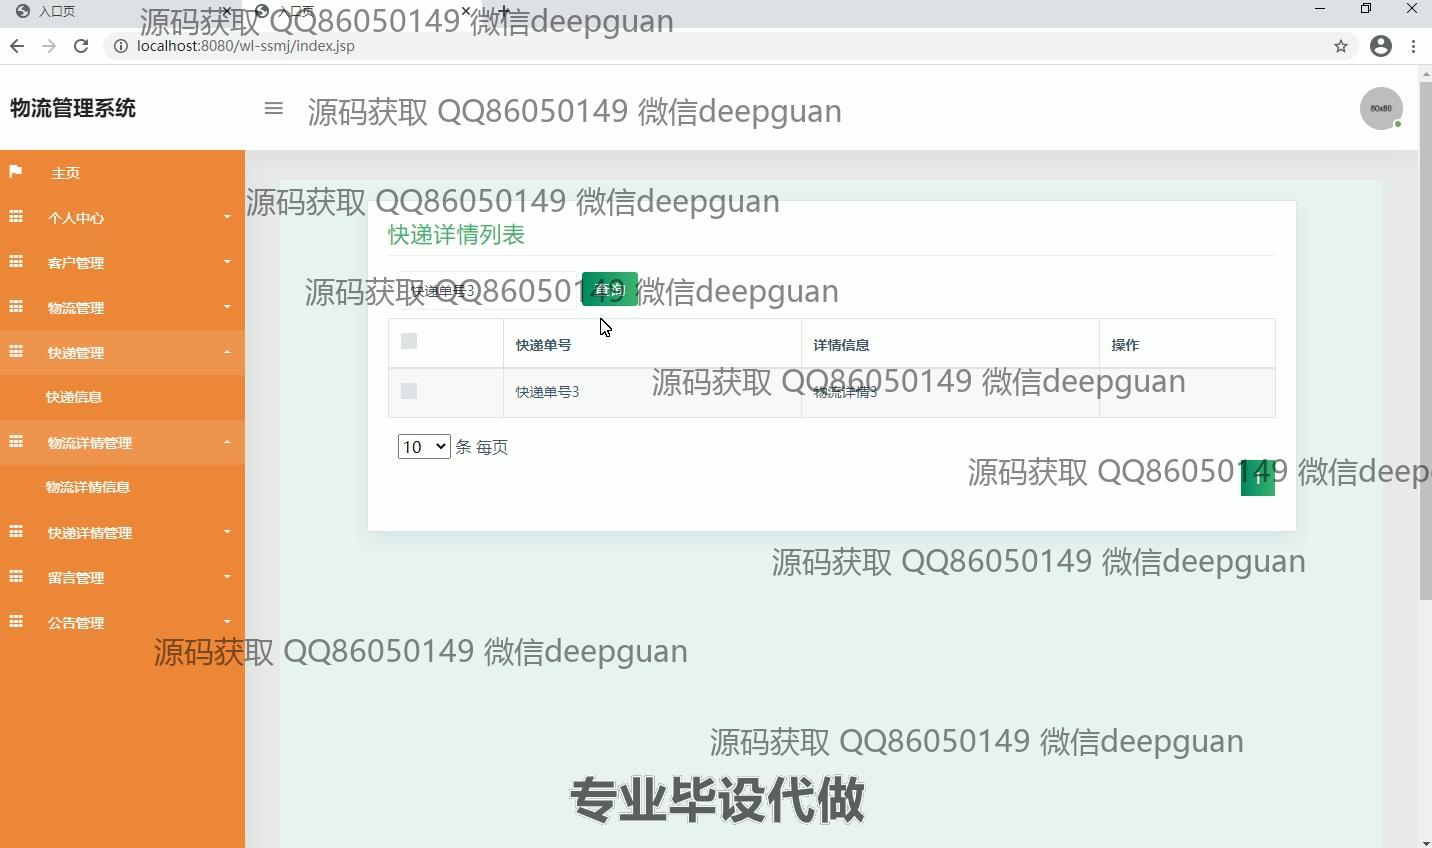 入口页
入口页
源码获取 QQ86050149 微信deepguan
localhost:8080/wl-ssmj/index.jsp
物流管理系统
源码获取 QQ86050149 微信deepguan
80x80
主页
个人中心
源码获取 QQ86050149 微信deepguan
快递详情列表
客户管理
快递单号3
查询
源码获取 QQ86050149 微信deepguan
物流管理
快递单号 详情信息 操作
快递管理
源码获取 QQ86050149 微信deepguan
快递单号3 物流详情3
快递信息
物流详情管理
10 条 每页
源码获取 QQ86050149 微信deep
物流详情信息
快递详情管理
源码获取 QQ86050149 微信deepguan
留言管理
公告管理
源码获取 QQ86050149 微信deepguan
源码获取 QQ86050149 微信deepguan
专业毕设代做